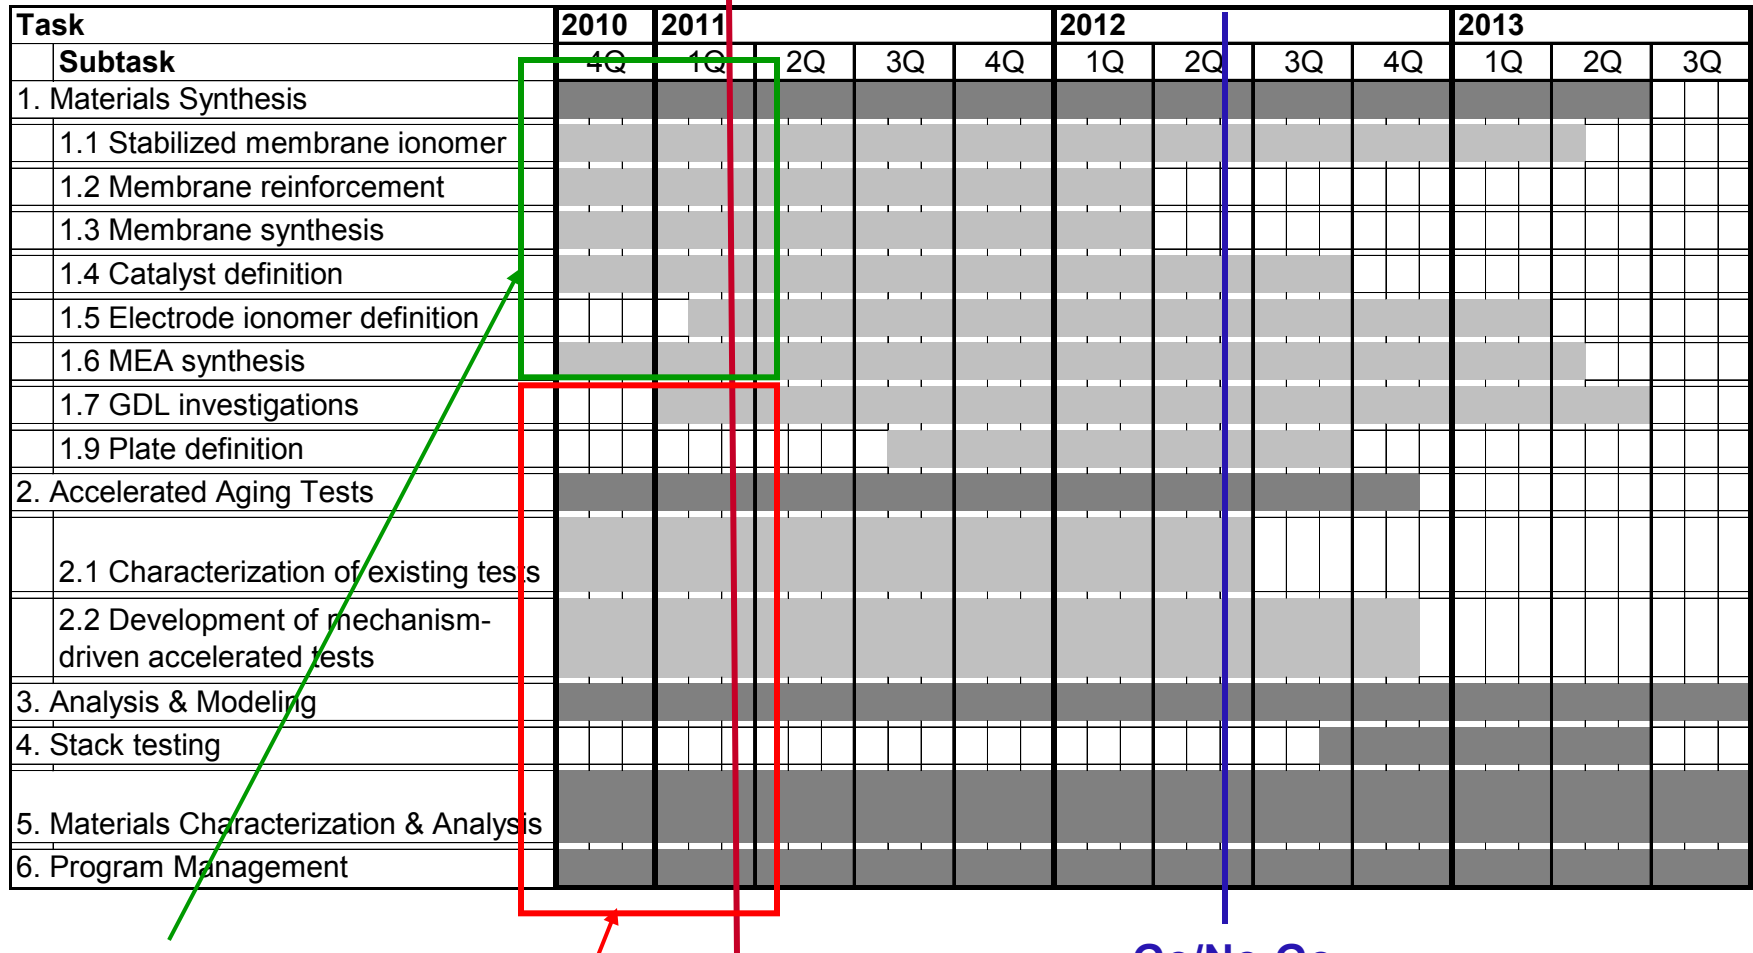 Task 2010 2011 2012 2013
Subtask 4Q 1Q 2Q 3Q 4Q 1Q 2Q 3Q 4Q 1Q 2Q 3Q
1. Materials Synthesis
1.1 Stabilized membrane ionomer
1.2 Membrane reinforcement
1.3 Membrane synthesis
1.4 Catalyst definition
1.5 Electrode ionomer definition
1.6 MEA synthesis
1.7 GDL investigations
1.9 Plate definition
2. Accelerated Aging Tests
2.1 Characterization of existing tests
2.2 Development of mechanism-
driven accelerated tests
3. Analysis & Modeling
4. Stack testing
5. Materials Characterization & Analysis
6. Program Management
Go/No-Go